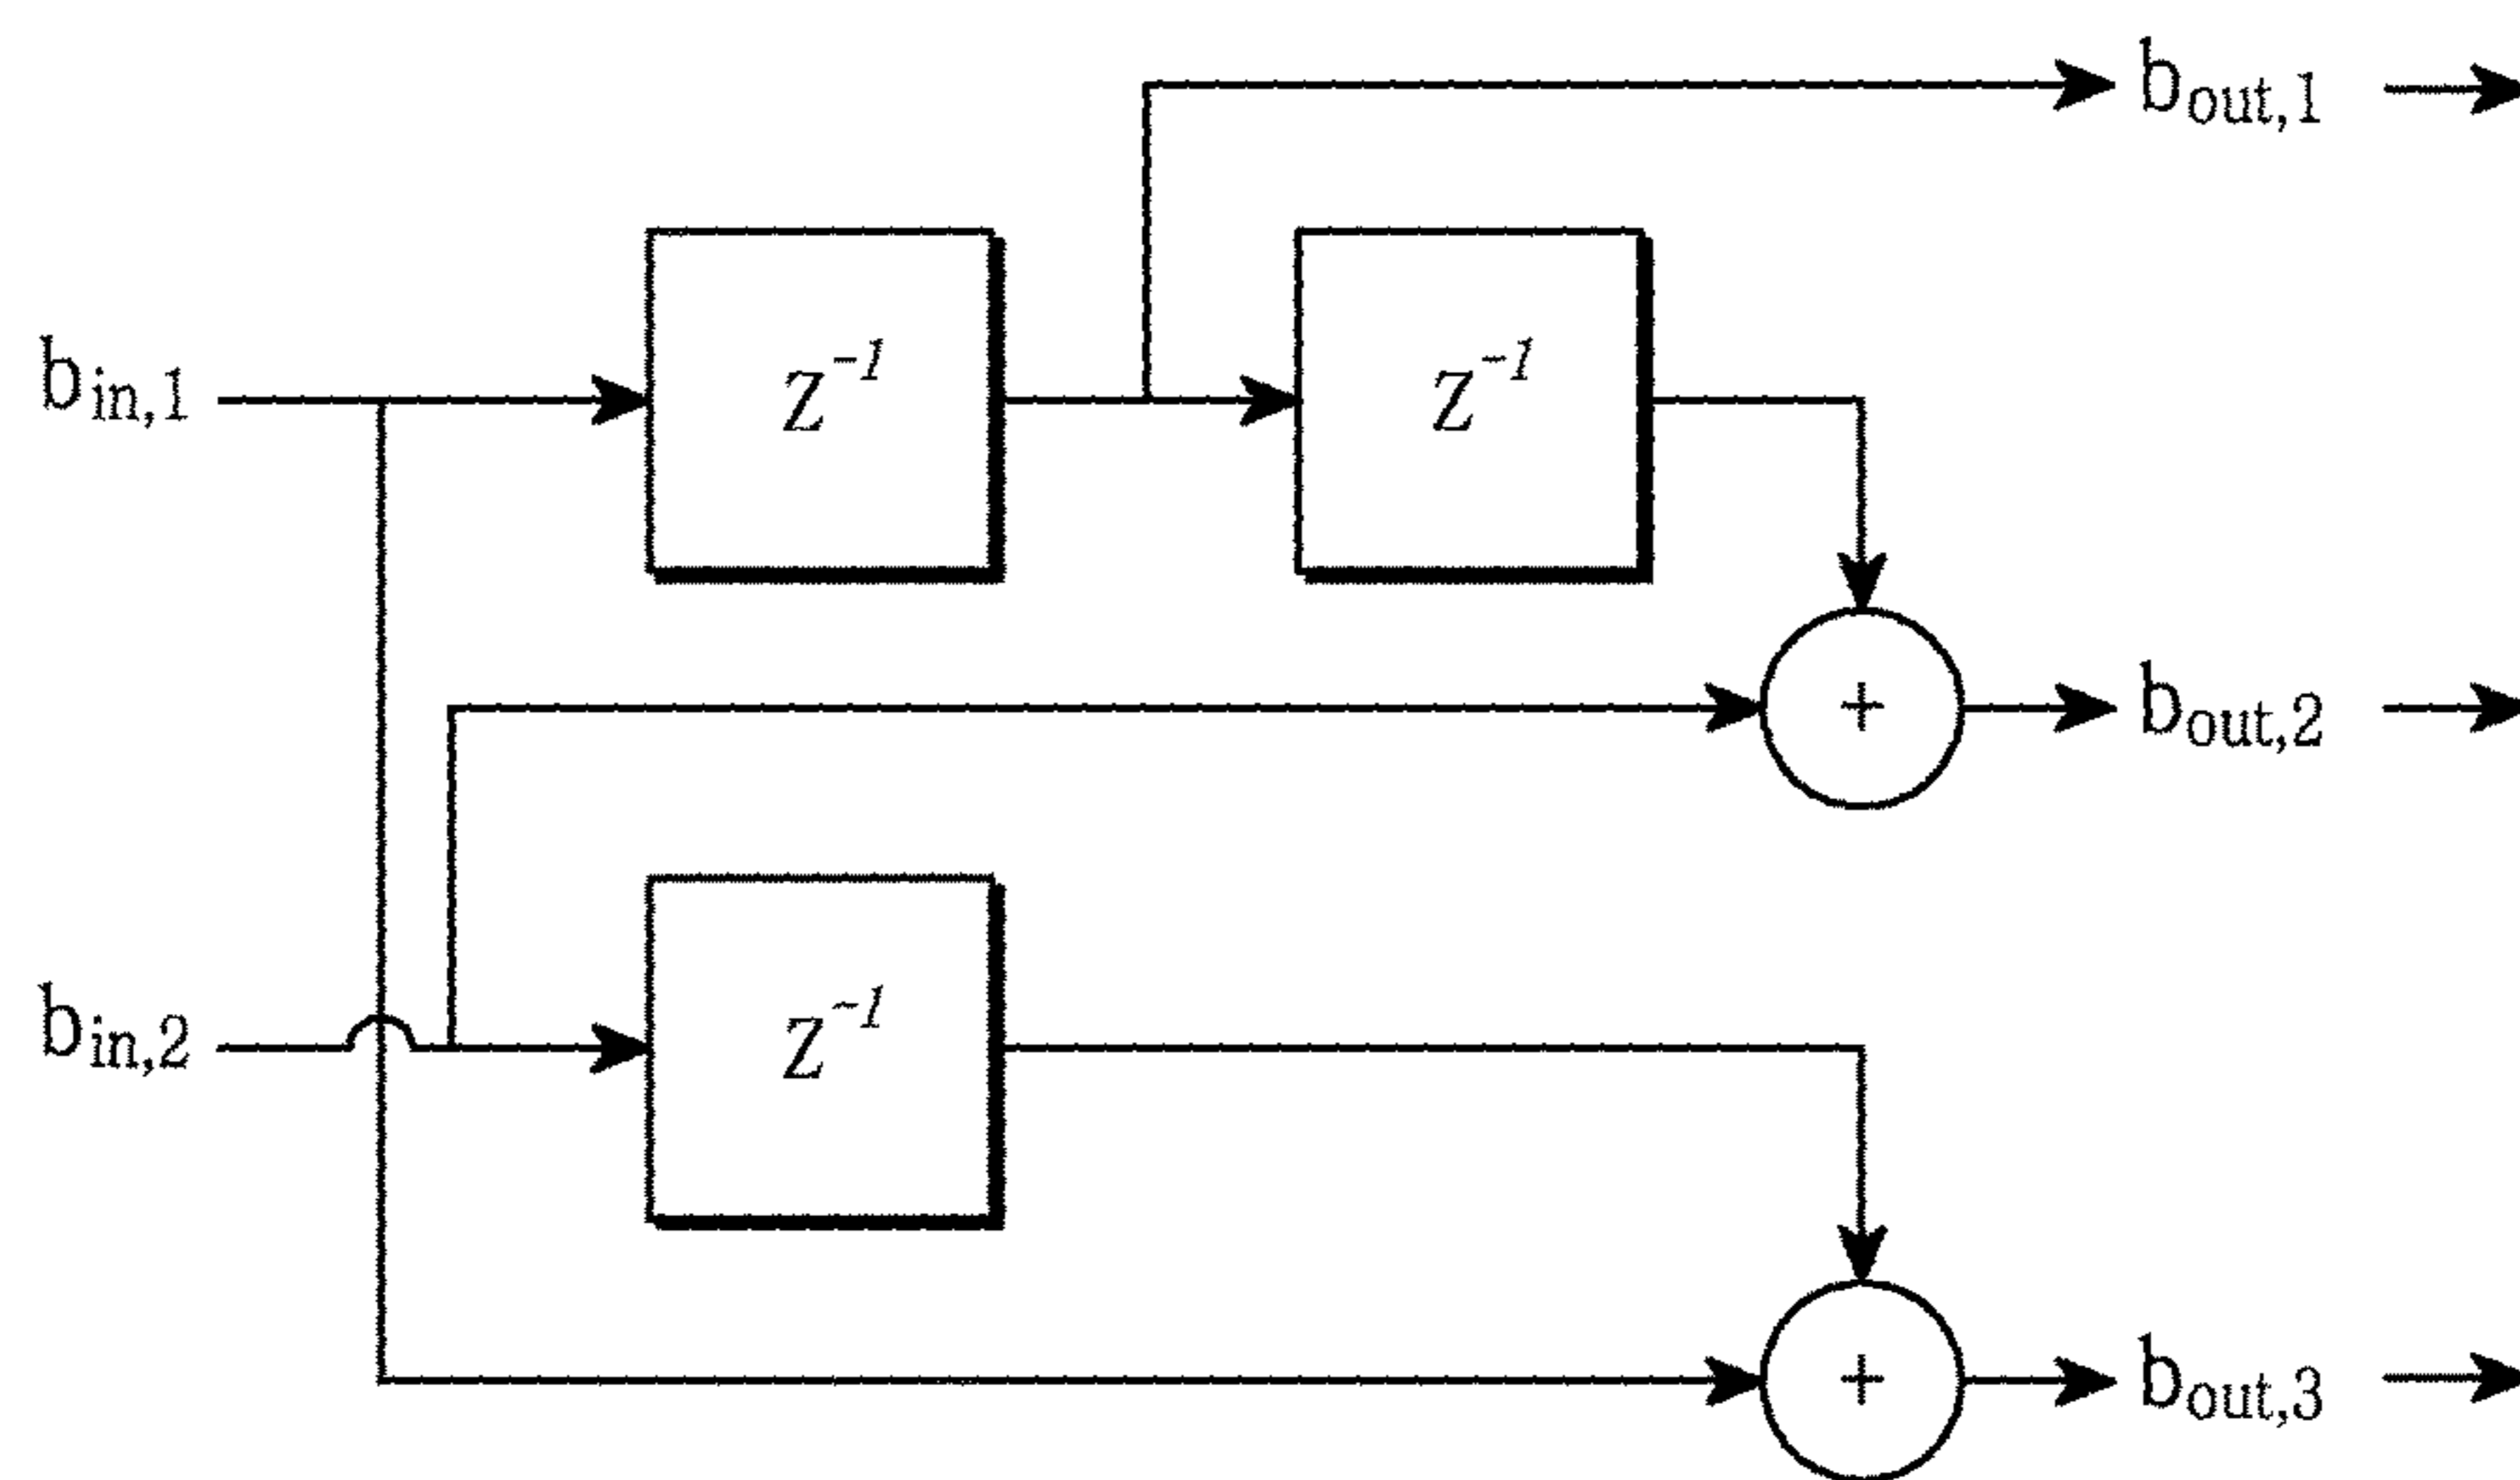 b_out,1
b_in,1
Z^-1
Z^-1
+
b_out,2
b_in,2
Z^-1
+
b_out,3